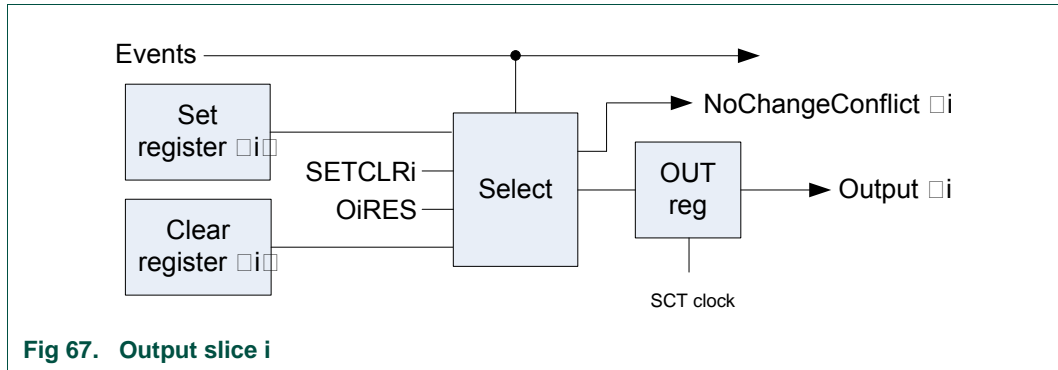 Events
Set
register □i□
NoChangeConflict □i
SETCLRi
Select
OUT
reg
Output □i
OiRES
Clear
register □i□
SCT clock
Fig 67. Output slice i